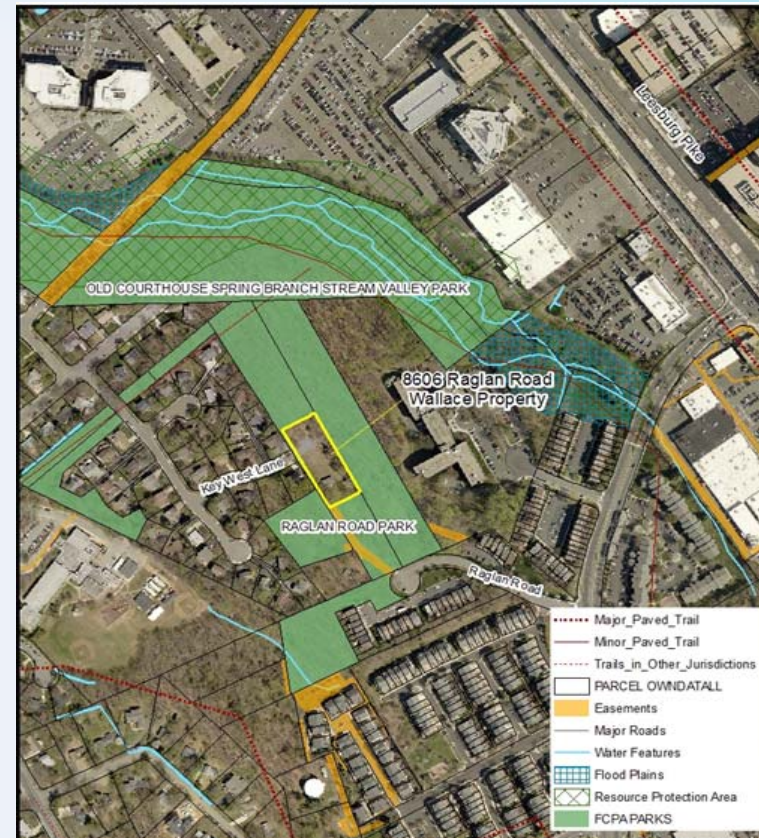 Leesburg Pike
OLD COURTHOUSE SPRING BRANCH STREAM VALLEY PARK
8606 Raglan Road
Wallace Property
Key West Lane
RAGLAN ROAD PARK
Raglan Road
Major_Paved_Trail
Minor_Paved_Trail
Trails_in_Other_Jurisdictions
PARCEL OWNDATALL
Easements
Major Roads
Water Features
Flood Plains
Resource Protection Area
FCPA PARKS